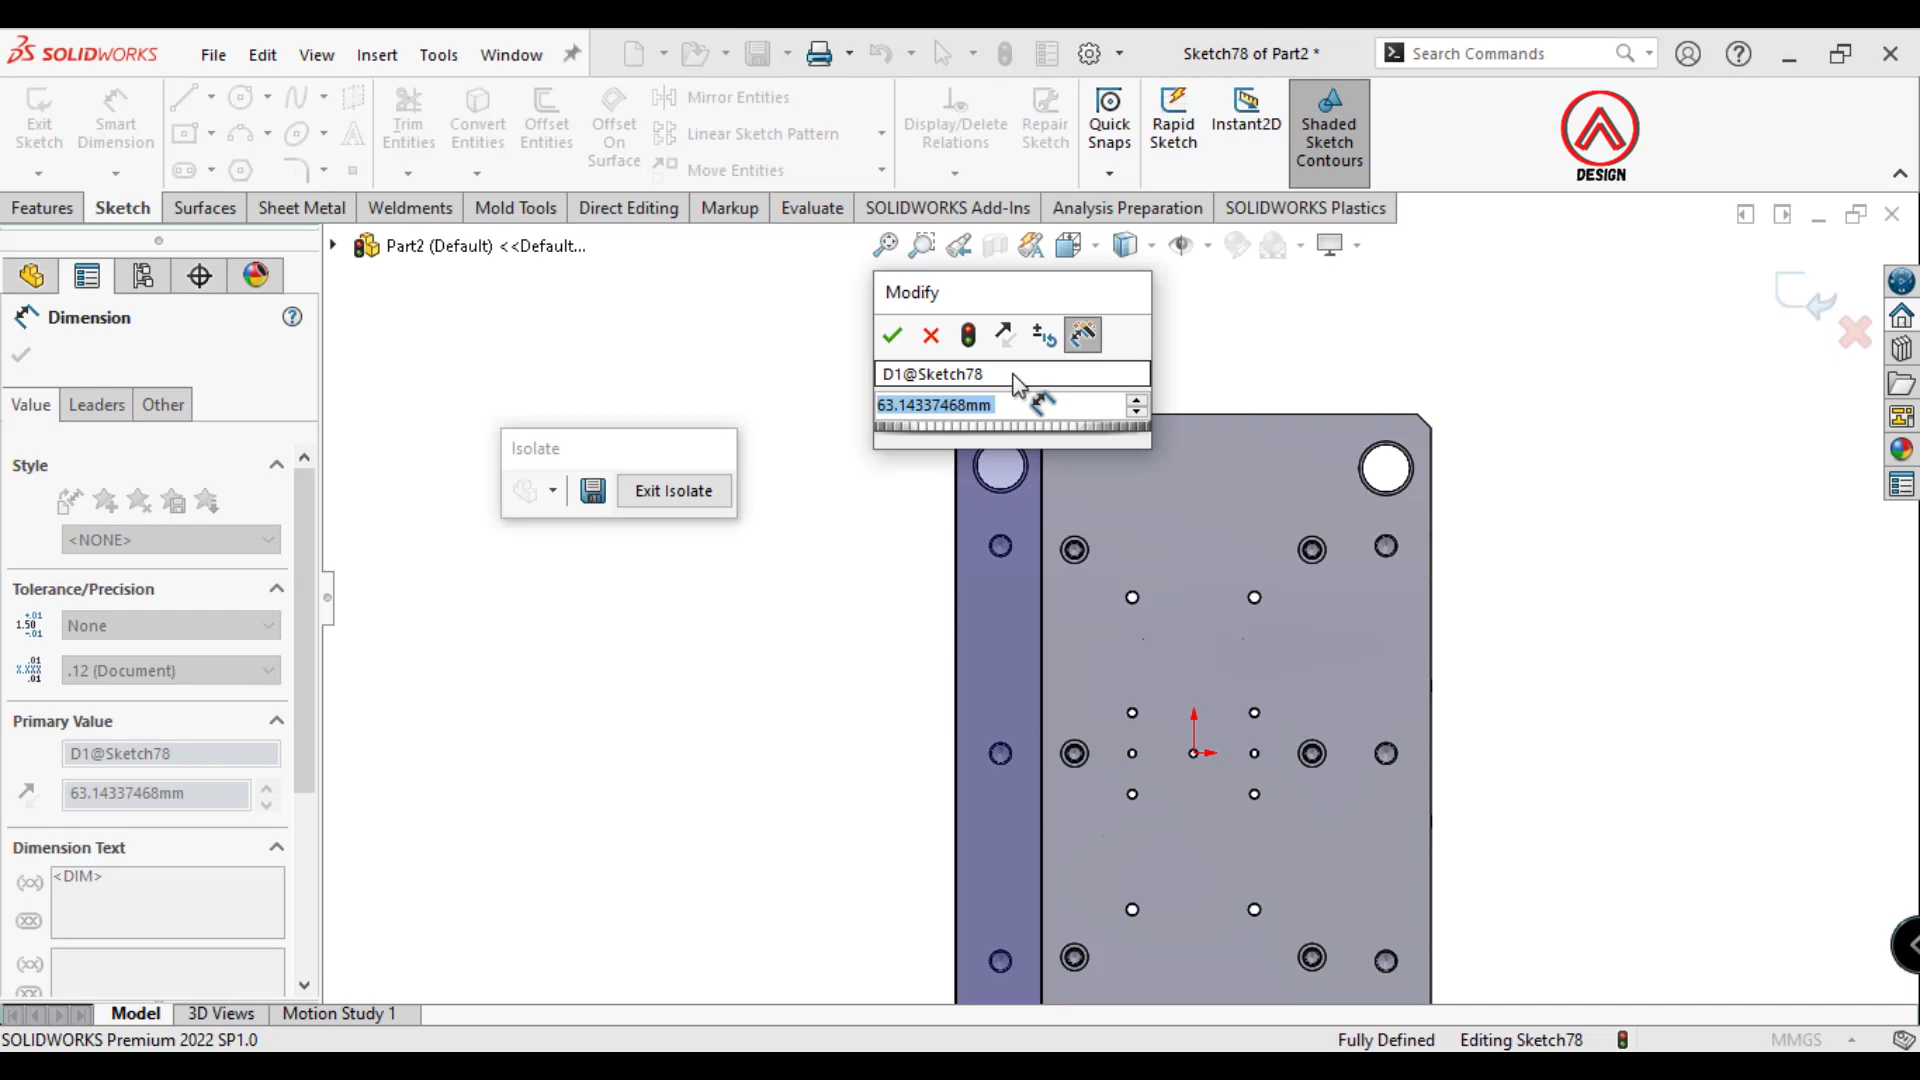 SOLIDWORKS File Edit View Insert Tools Window Sketch78 of Part2 * Search Commands
Exit Sketch
Smart Dimension
Trim Entities
Convert Entities
Offset Entities
Offset On Surface
Mirror Entities
Linear Sketch Pattern
Move Entities
Display/Delete Relations
Repair Sketch
Quick Snaps
Rapid Sketch
Instant2D
Shaded Sketch Contours
DESIGN
Features Sketch Surfaces Sheet Metal Weldments Mold Tools Direct Editing Markup Evaluate SOLIDWORKS Add-Ins Analysis Preparation SOLIDWORKS Plastics
Part2 (Default) <<Default...
Modify
D1@Sketch78
63.14337468mm
Isolate
Exit Isolate
Dimension
Value Leaders Other
Style
<NONE>
Tolerance/Precision
None
.12 (Document)
Primary Value
D1@Sketch78
63.14337468mm
Dimension Text
<DIM>
Model 3D Views Motion Study 1
SOLIDWORKS Premium 2022 SP1.0 Fully Defined Editing Sketch78 MMGS